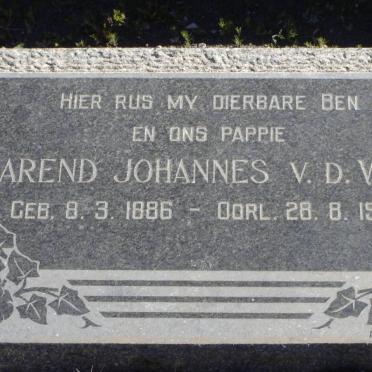 HIER RUS MY DIERBARE BEN
EN ONS PAPPIE
AREND JOHANNES V. D.
GEB. 8. 3. 1886 - OORL. 28. 8.